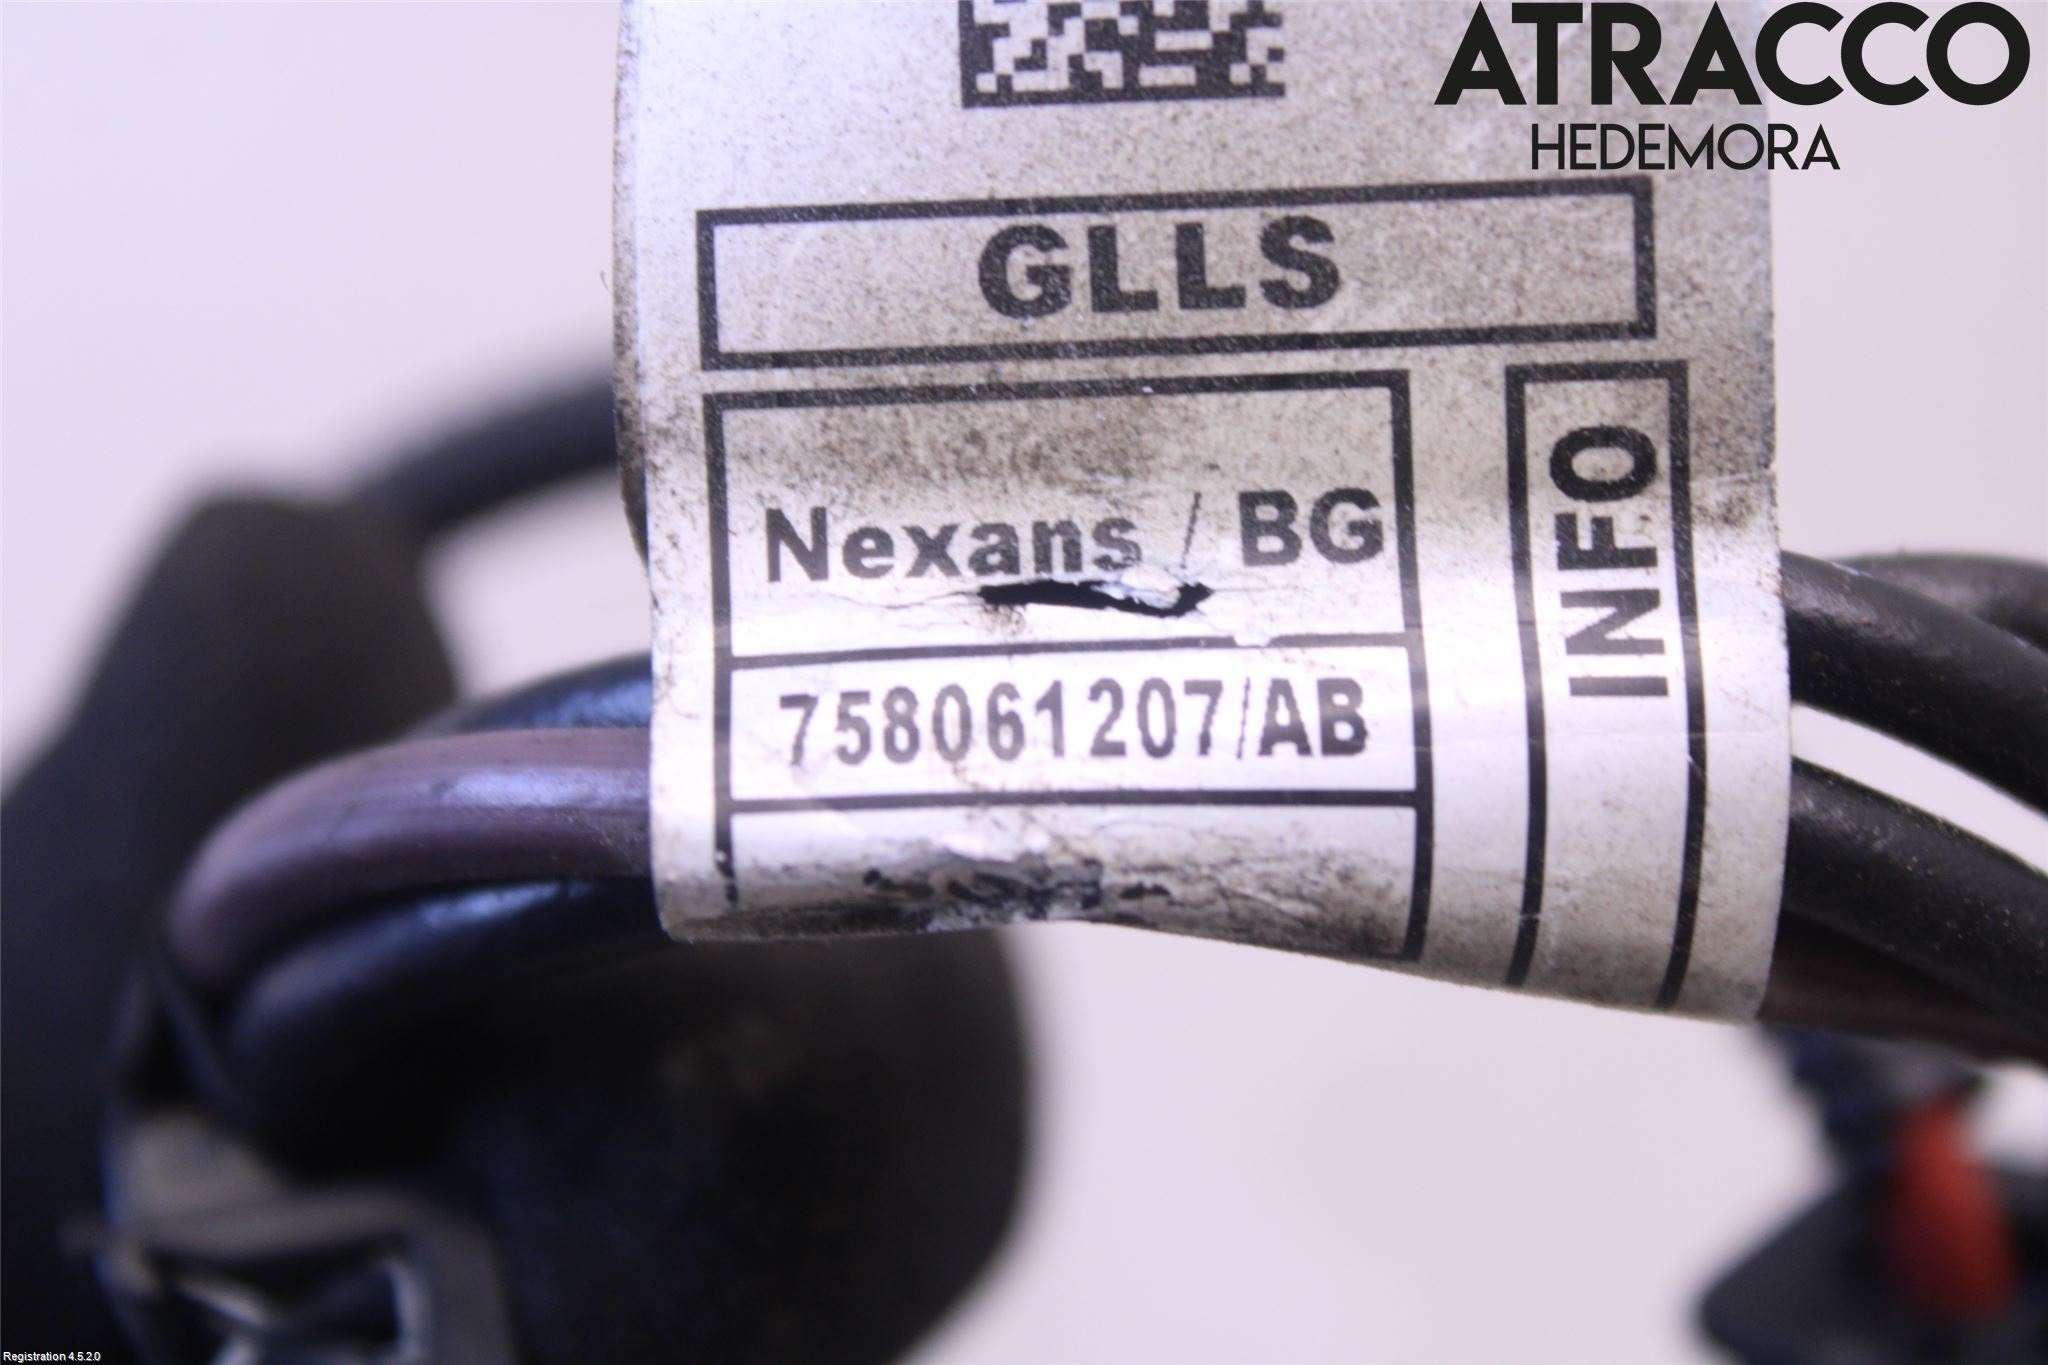 ATRACCO
HEDEMORA
GLLS
Nexans / BG
INFO
758061207/AB
Registration 4.5.2.0